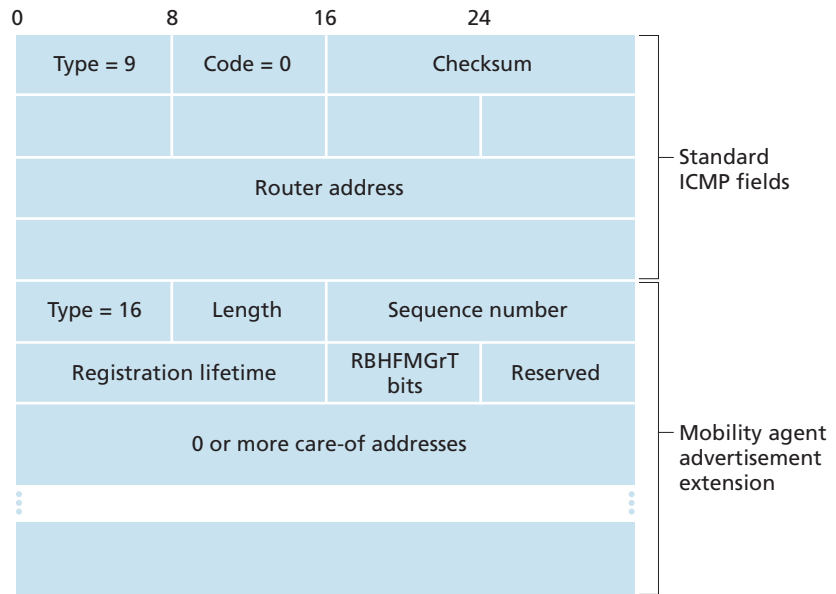 0 8 16 24
Type = 9 Code = 0 Checksum
Router address
Standard
ICMP fields
Type = 16 Length Sequence number
Registration lifetime RBHFMGrT
bits Reserved
0 or more care-of addresses
Mobility agent
advertisement
extension